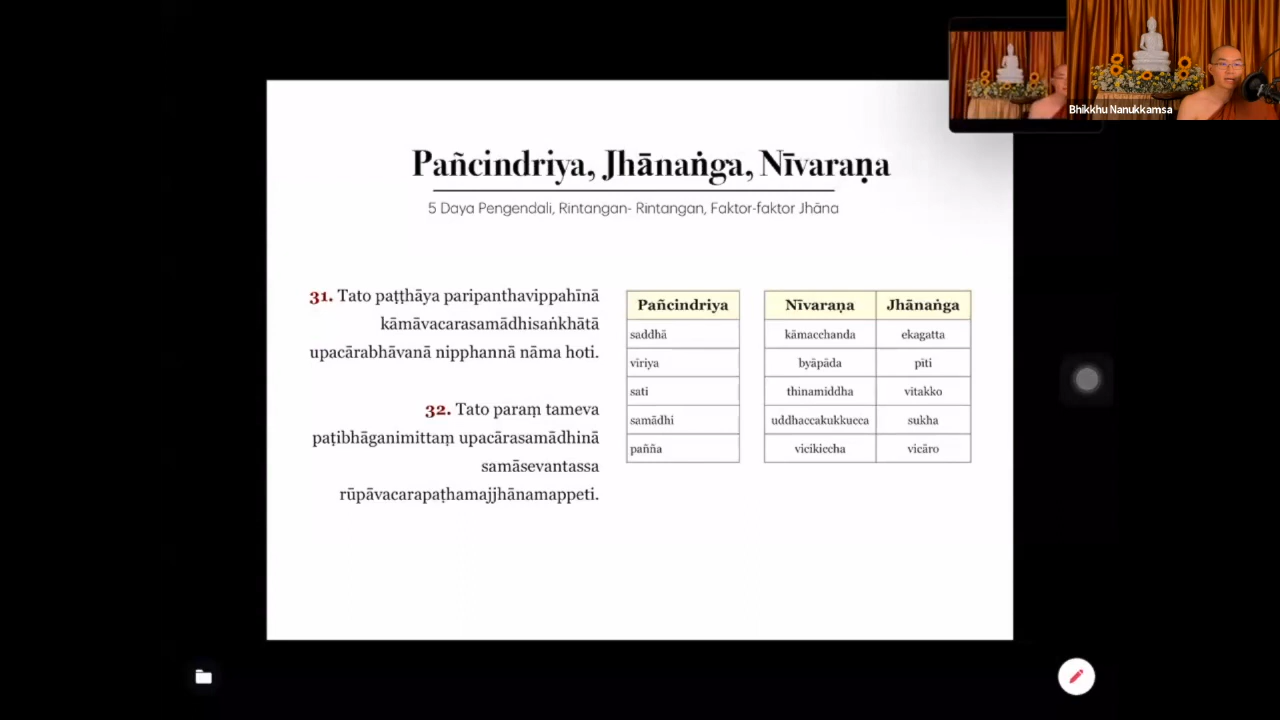 Bhikkhu Nanukkamsa
Pañcindriya, Jhānaṅga, Nīvaraṇa
5 Daya Pengendali, Rintangan- Rintangan, Faktor-faktor Jhāna
31. Tato paṭṭhāya paripanthavippahīnā
kāmāvacarasamādhisaṅkhātā
upacārabhāvanā nipphannā nāma hoti.
32. Tato paraṃ tameva
paṭibhāganimittaṃ upacārasamādhinā
samāsevantassa
rūpāvacarapaṭhamajjhānamappeti.
Pañcindriya
saddhā
viriya
sati
samādhi
pañña
Nīvaraṇa Jhānaṅga
kāmacchanda ekagatta
byāpāda pīti
thinamiddha vitakko
uddhaccakukkucca sukha
vicikiccha vicāro